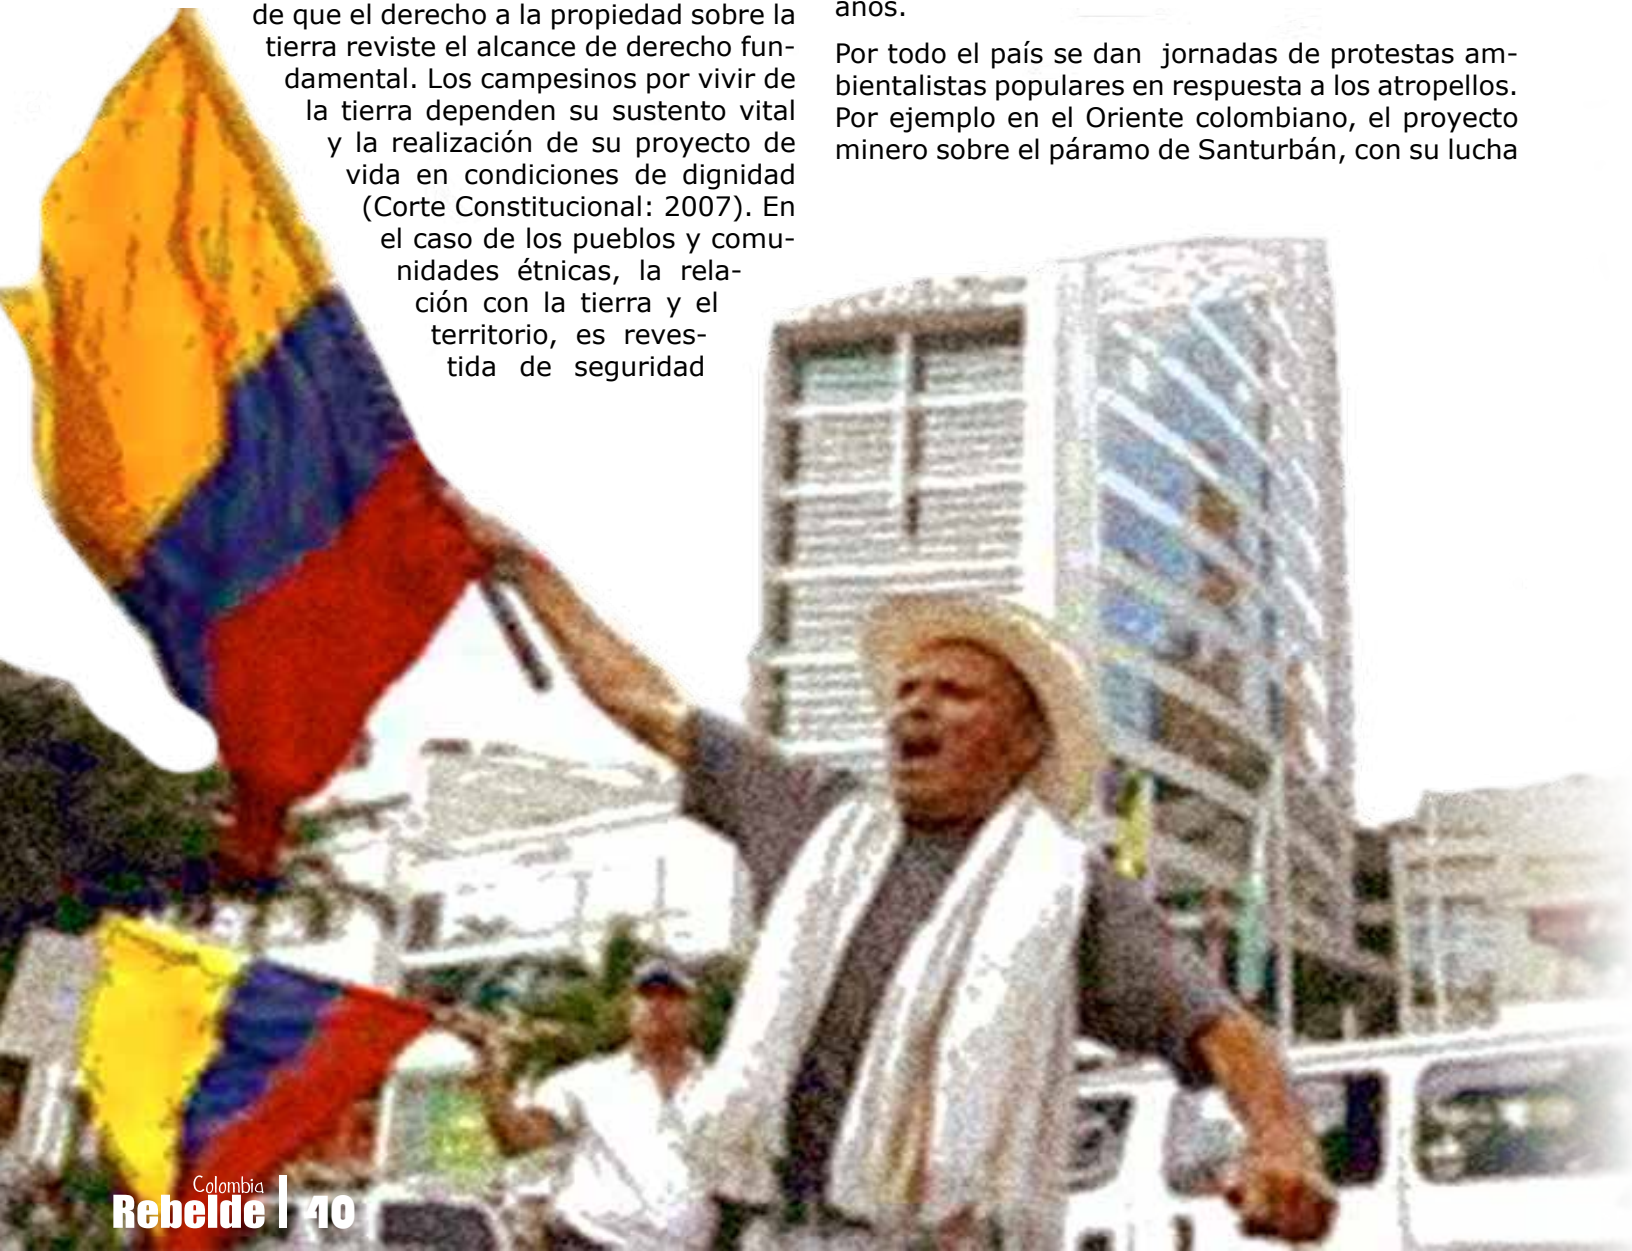 de que el derecho a la propiedad sobre la
tierra reviste el alcance de derecho fun-
damental. Los campesinos por vivir de
la tierra dependen su sustento vital
y la realización de su proyecto de
vida en condiciones de dignidad
(Corte Constitucional: 2007). En
el caso de los pueblos y comu-
nidades étnicas, la rela-
ción con la tierra y el
territorio, es reves-
tida de seguridad
años.
Por todo el país se dan jornadas de protestas am-
bientalistas populares en respuesta a los atropellos.
Por ejemplo en el Oriente colombiano, el proyecto
minero sobre el páramo de Santurbán, con su lucha
Colombia
Rebelde | 10